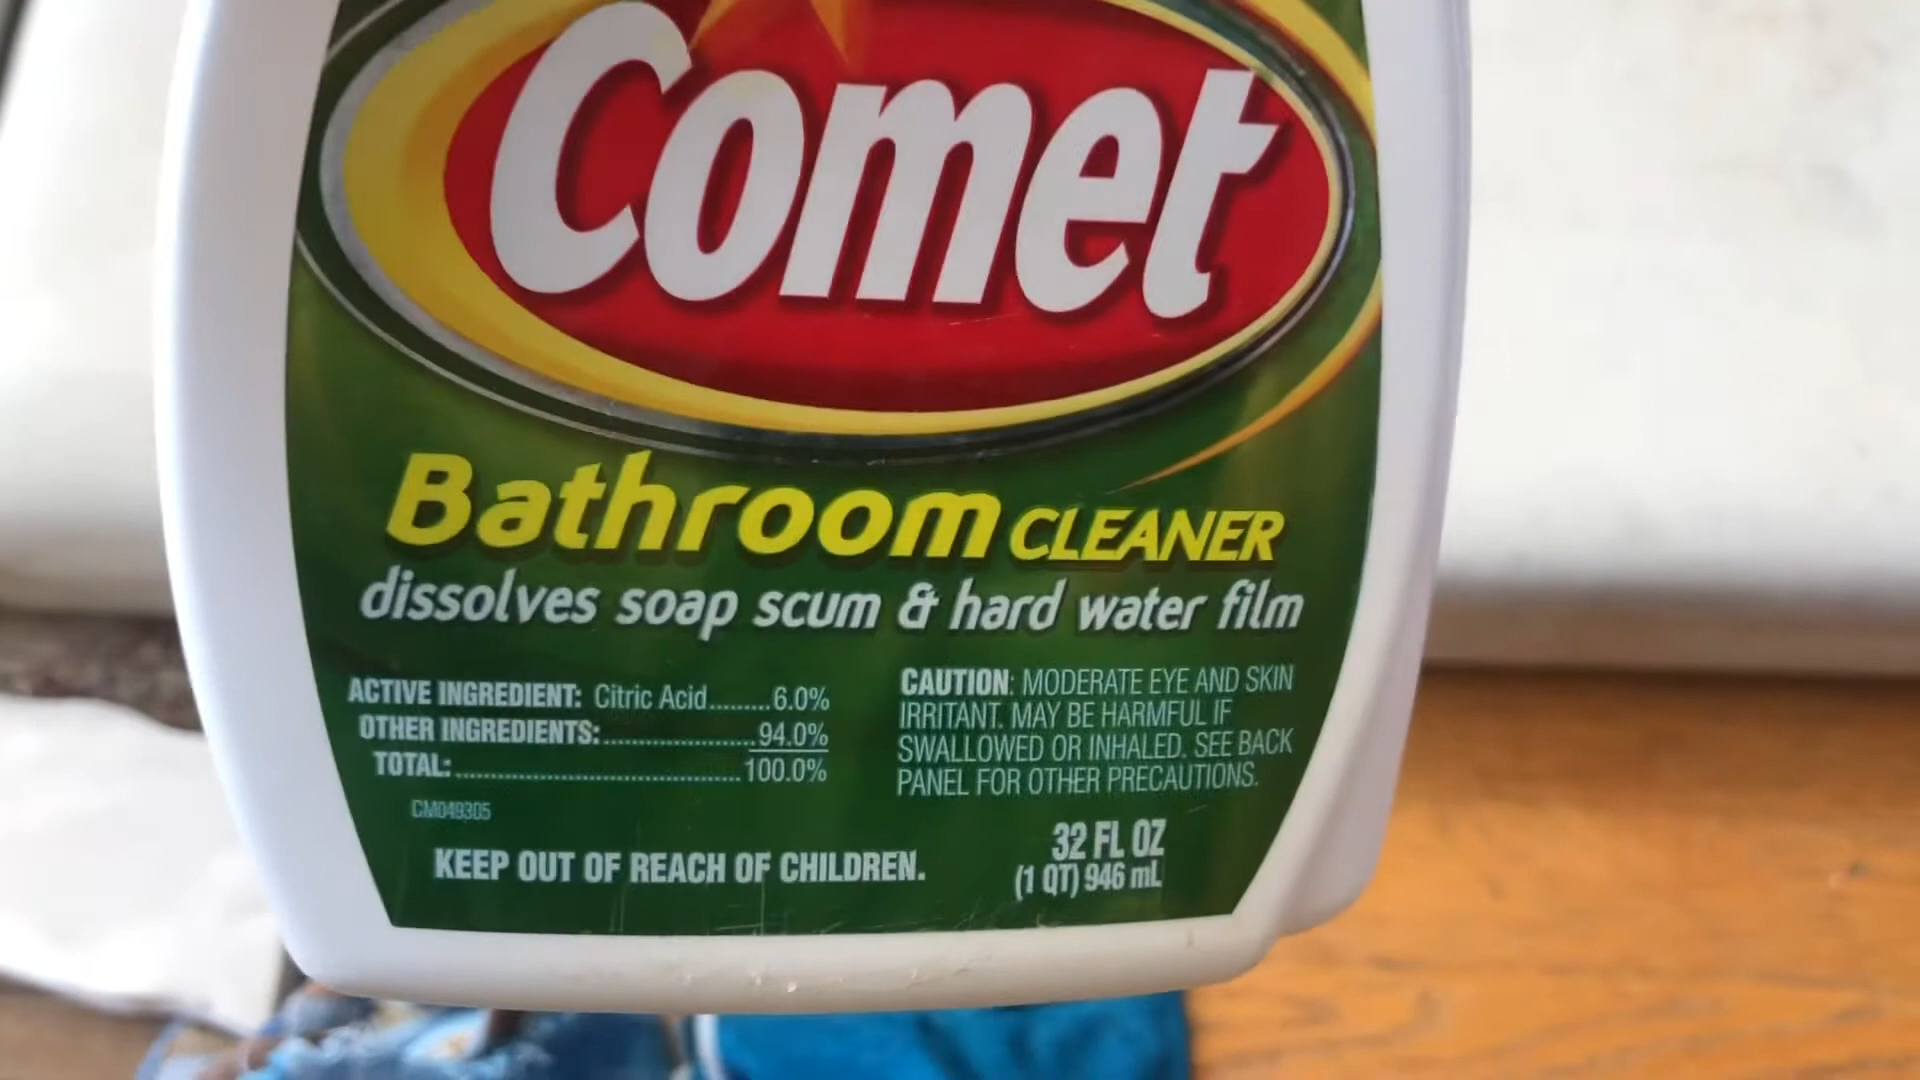 Comet
Bathroom CLEANER
dissolves soap scum & hard water film
ACTIVE INGREDIENT: Citric Acid.........6.0%
OTHER INGREDIENTS:......................94.0%
TOTAL:.........................................100.0%
CM049305
CAUTION: MODERATE EYE AND SKIN
IRRITANT. MAY BE HARMFUL IF
SWALLOWED OR INHALED. SEE BACK
PANEL FOR OTHER PRECAUTIONS.
KEEP OUT OF REACH OF CHILDREN.
32 FL OZ
(1 QT) 946 mL